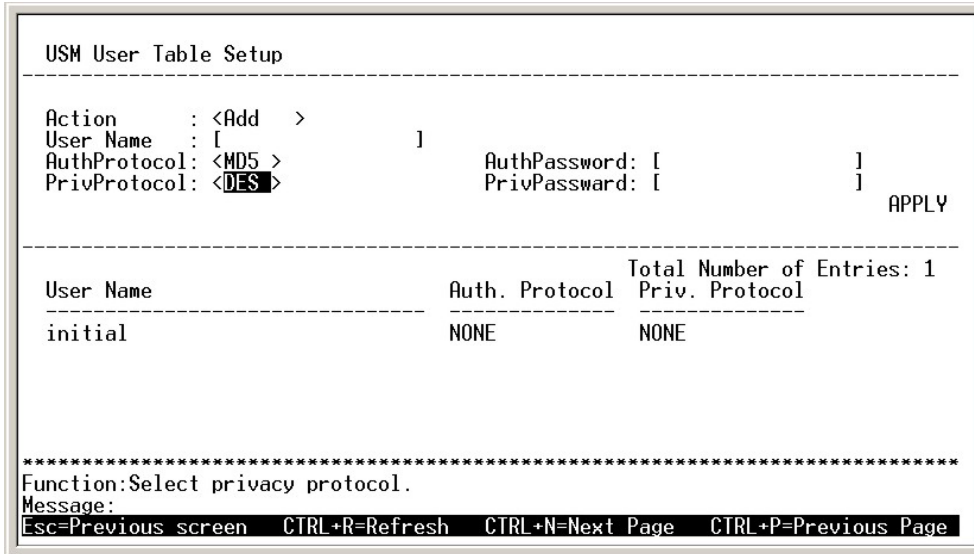 USM User Table Setup
--------------------------------------------------------------------------------
Action : <Add >
User Name : [ ]
AuthProtocol: <MD5 > AuthPassword: [ ]
PrivProtocol: <DES > PrivPassward: [ ]
APPLY
--------------------------------------------------------------------------------
Total Number of Entries: 1
User Name Auth. Protocol Priv. Protocol
-------------------------------- -------------- --------------
initial NONE NONE
********************************************************************************
Function:Select privacy protocol.
Message:
Esc=Previous screen CTRL+R=Refresh CTRL+N=Next Page CTRL+P=Previous Page